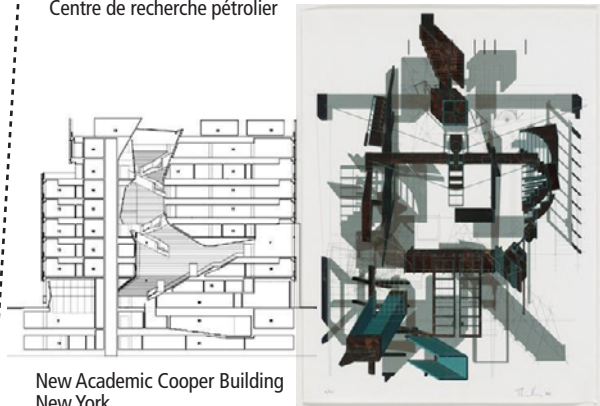 Centre de recherche pétrolier
New Academic Cooper Building
New York